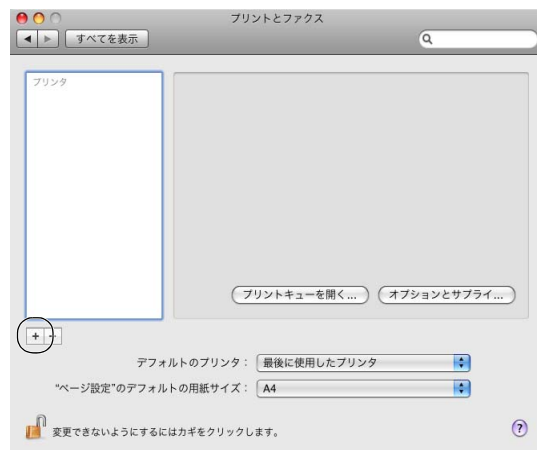 プリントとファクス
すべてを表示
プリンタ
プリントキューを開く... オプションとサプライ...
+ -
デフォルトのプリンタ： 最後に使用したプリンタ
“ページ設定”のデフォルトの用紙サイズ： A4
変更できないようにするにはカギをクリックします。 ?